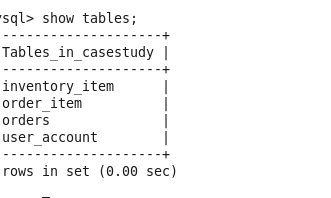 ysql> show tables;
--------------------+
Tables_in_casestudy |
--------------------+
inventory_item      |
order_item          |
orders              |
user_account        |
--------------------+
rows in set (0.00 sec)
_